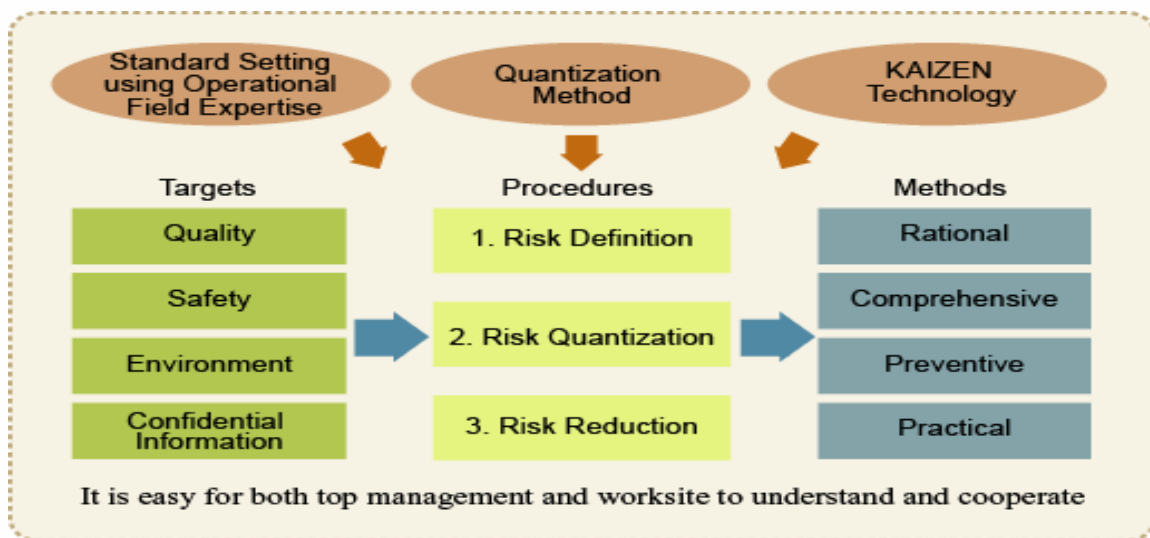 Standard Setting
using Operational
Field Expertise
Quantization
Method
KAIZEN
Technology
Targets
Procedures
Methods
Quality
Safety
Environment
Confidential
Information
1. Risk Definition
2. Risk Quantization
3. Risk Reduction
Rational
Comprehensive
Preventive
Practical
It is easy for both top management and worksite to understand and cooperate